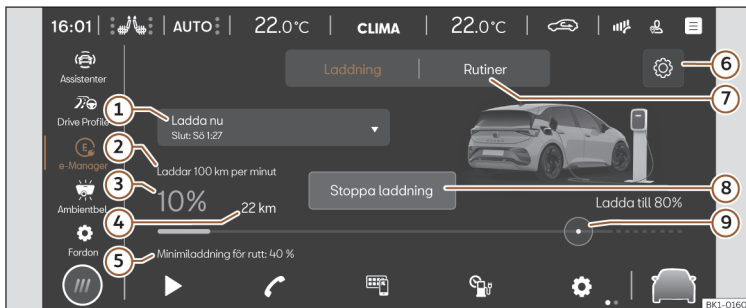 16:01 AUTO 22.0°C CLIMA 22.0°C
Assistenter
Laddning Rutiner
6
7
1
Ladda nu
Slut: Sö 1:27
Drive Profile
2
E
e-Manager
Laddar 100 km per minut
3
10%
22 km
Stoppa laddning
8
Ladda till 80%
Ambientbel
4
9
Fordon
5
Minimiladdning för rutt: 40 %
BK1-0160